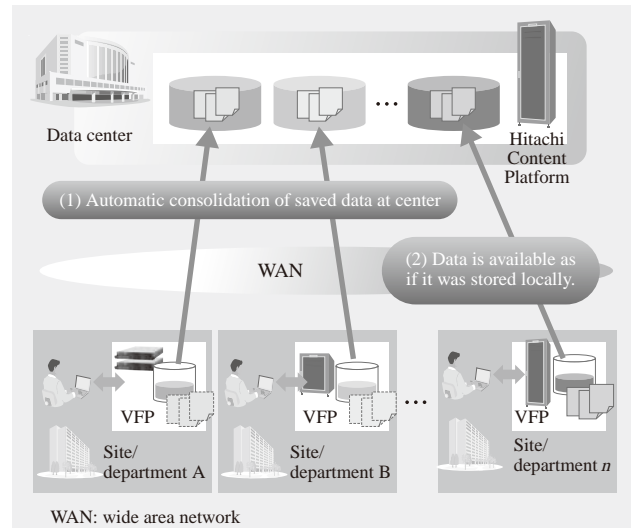 Data center
...
Hitachi
Content
Platform
(1) Automatic consolidation of saved data at center
WAN
(2) Data is available as
if it was stored locally.
VFP
Site/
department A
VFP
Site/
department B
...
VFP
Site/
department n
WAN: wide area network